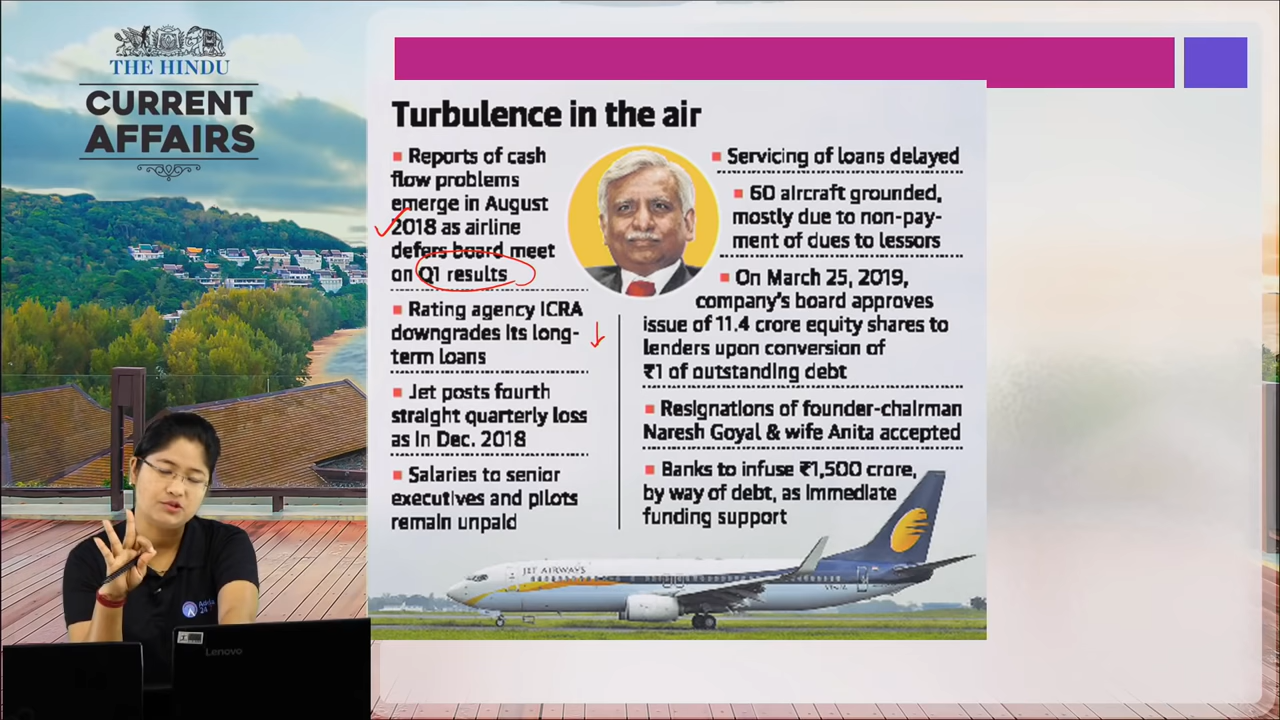 THE HINDU
CURRENT
AFFAIRS
Turbulence in the air
Reports of cash
flow problems
emerge in August
2018 as airline
defers board meet
on Q1 results
Rating agency ICRA
downgrades its long-
term loans
Jet posts fourth
straight quarterly loss
as in Dec. 2018
Salaries to senior
executives and pilots
remain unpaid
Servicing of loans delayed
60 aircraft grounded,
mostly due to non-pay-
ment of dues to lessors
On March 25, 2019,
company's board approves
issue of 11.4 crore equity shares to
lenders upon conversion of
₹1 of outstanding debt
Resignations of founder-chairman
Naresh Goyal & wife Anita accepted
Banks to infuse ₹1,500 crore,
by way of debt, as immediate
funding support
JET AIRWAYS
Lenovo